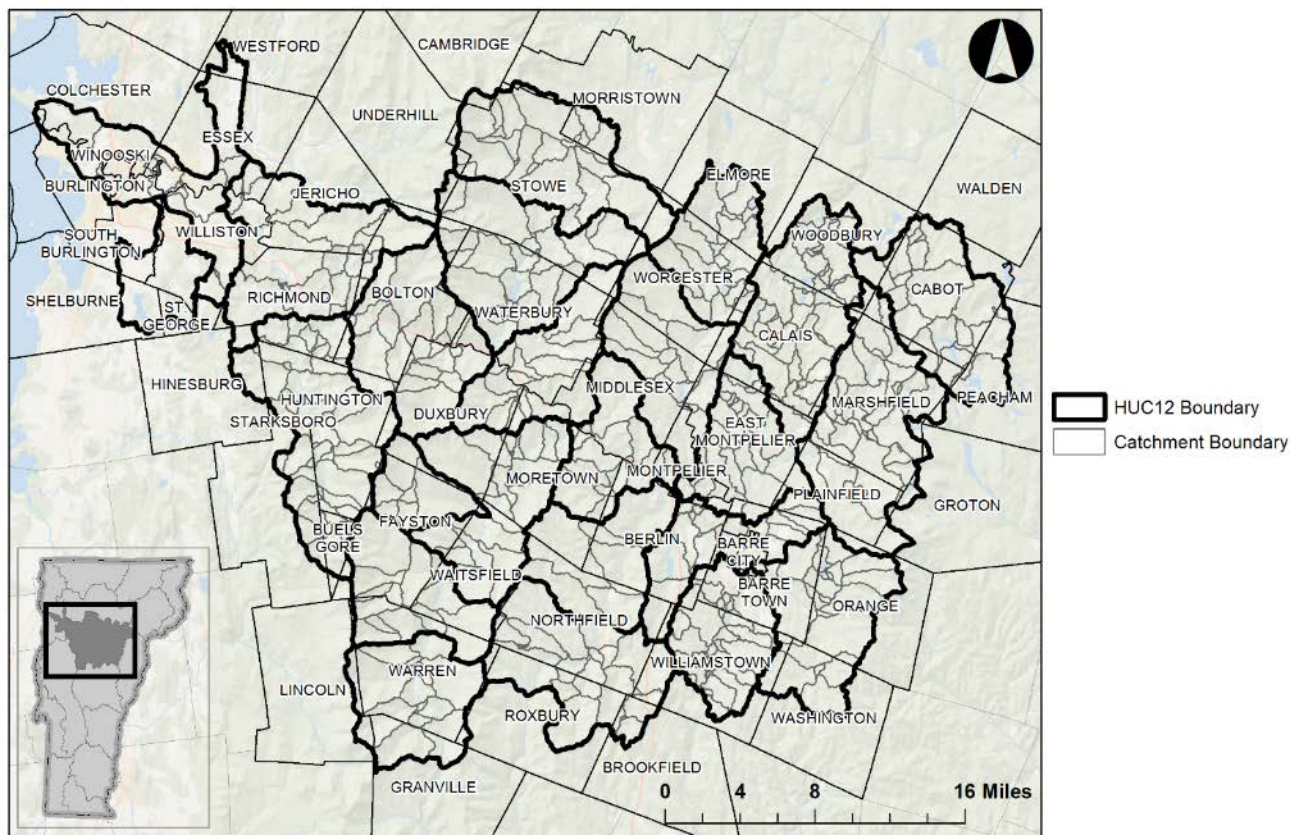 WESTFORD
CAMBRIDGE
COLCHESTER
MORRISTOWN
UNDERHILL
ESSEX
WINOOSKI
ELMORE
WALDEN
BURLINGTON
JERICHO
STOWE
SOUTH
BURLINGTON
WILLISTON
WOODBURY
WORCESTER
CABOT
SHELBURNE
ST.
GEORGE
RICHMOND
BOLTON
WATERBURY
CALAIS
HINESBURG
MIDDLESEX
PEACHAM
HUNTINGTON
MARSHFIELD
STARKSBORO
DUXBURY
EAST
MONTPELIER
MORETOWN
MONTPELIER
PLAINFIELD
GROTON
BUELS
GORE
FAYSTON
BERLIN
BARRE
CITY
WAITSFIELD
BARRE
TOWN
ORANGE
NORTHFIELD
WARREN
WILLIAMSTOWN
LINCOLN
ROXBURY
WASHINGTON
BROOKFIELD
GRANVILLE
0 4 8 16 Miles
HUC12 Boundary
Catchment Boundary